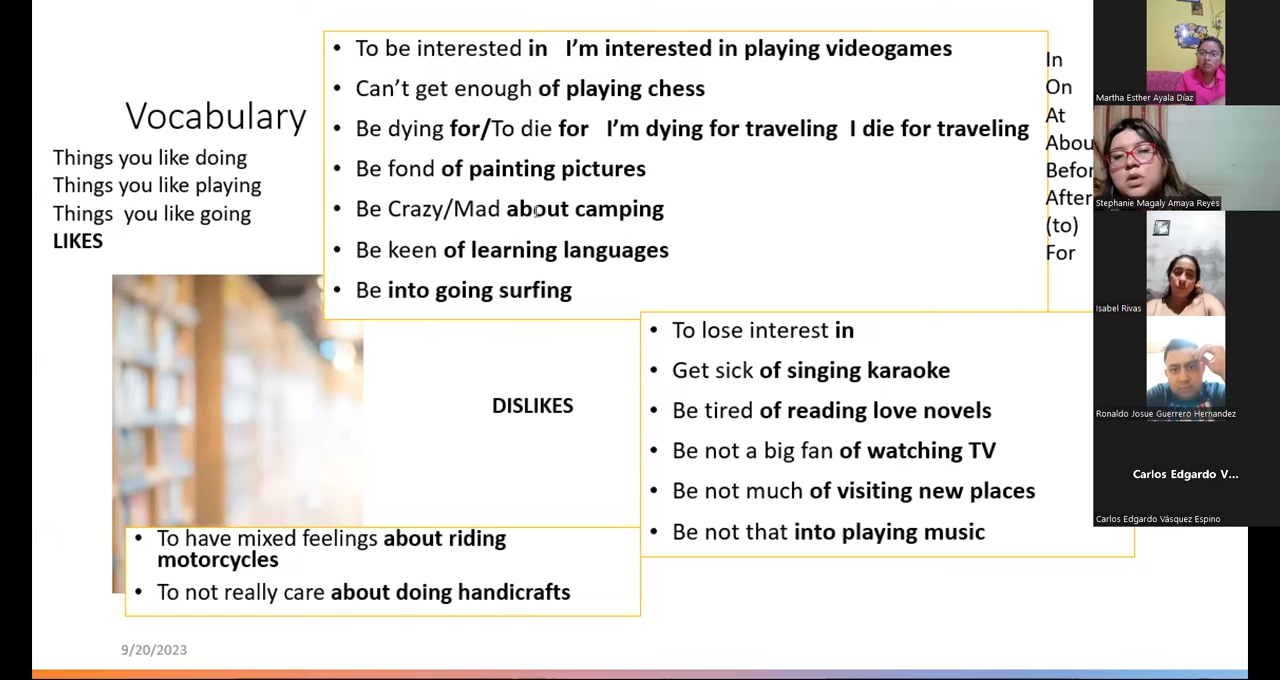 Vocabulary
Things you like doing
Things you like playing
Things you like going
LIKES
• To be interested in I'm interested in playing videogames
• Can't get enough of playing chess
• Be dying for/To die for I'm dying for traveling I die for traveling
• Be fond of painting pictures
• Be Crazy/Mad about camping
• Be keen of learning languages
• Be into going surfing
In
On
At
Abou
Befor
After
(to)
For
DISLIKES
• To lose interest in
• Get sick of singing karaoke
• Be tired of reading love novels
• Be not a big fan of watching TV
• Be not much of visiting new places
• Be not that into playing music
• To have mixed feelings about riding
motorcycles
• To not really care about doing handicrafts
9/20/2023
Martha Esther Ayala Díaz
Stephanie Magaly Amaya Reyes
Isabel Rivas
Ronaldo Josue Guerrero Hernandez
Carlos Edgardo V...
Carlos Edgardo Vásquez Espino